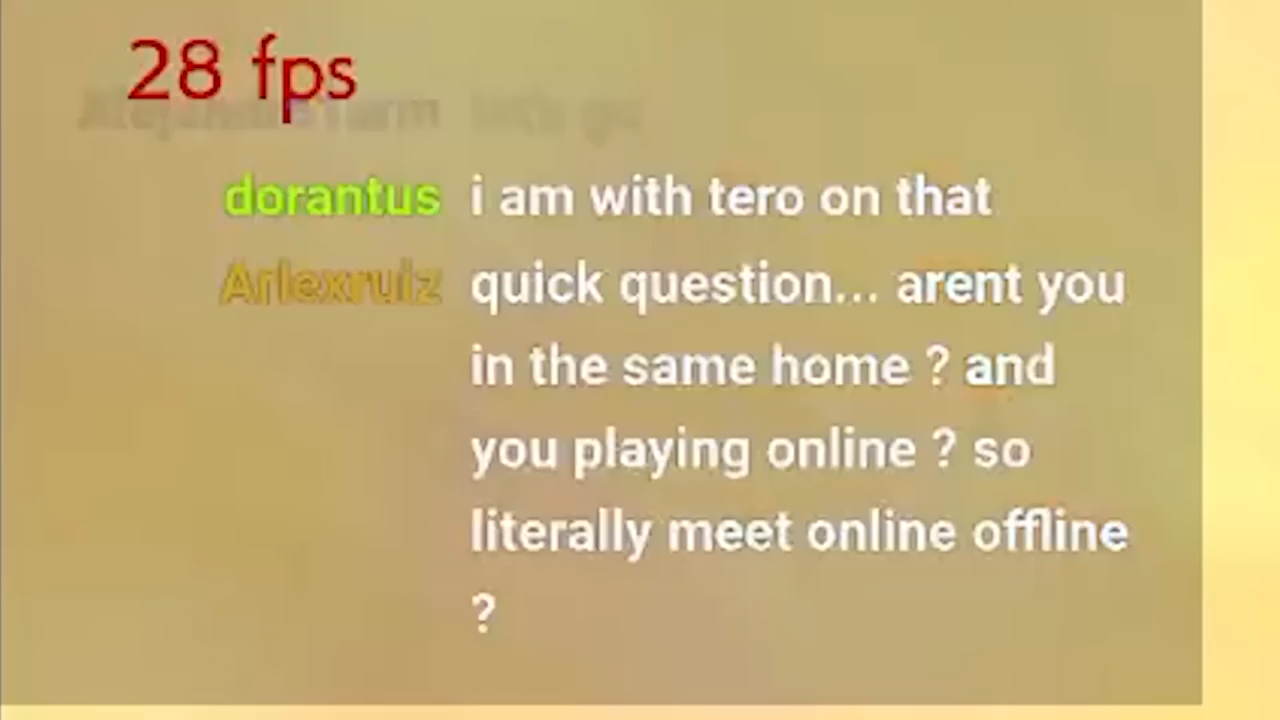 28 fps
dorantus i am with tero on that
Arlexruiz quick question... arent you
in the same home ? and
you playing online ? so
literally meet online offline
?